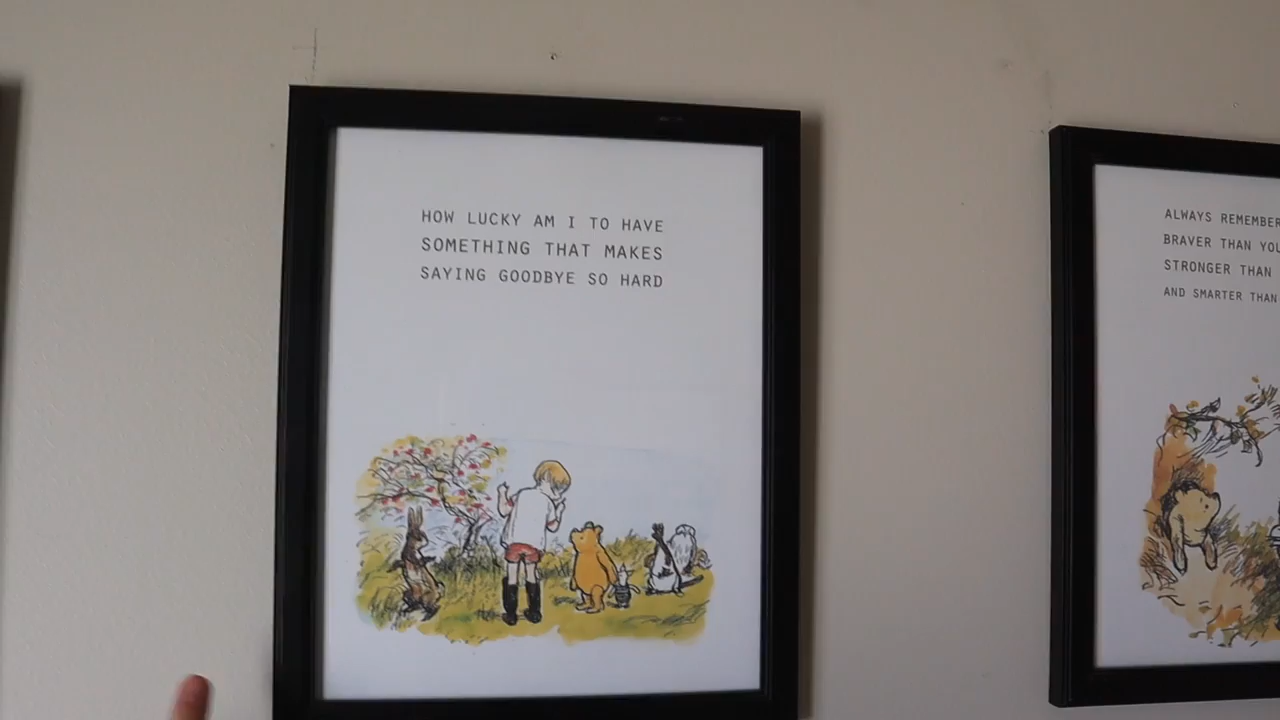 HOW LUCKY AM I TO HAVE
SOMETHING THAT MAKES
SAYING GOODBYE SO HARD
ALWAYS REMEMBER
BRAVER THAN YOU
STRONGER THAN
AND SMARTER THAN